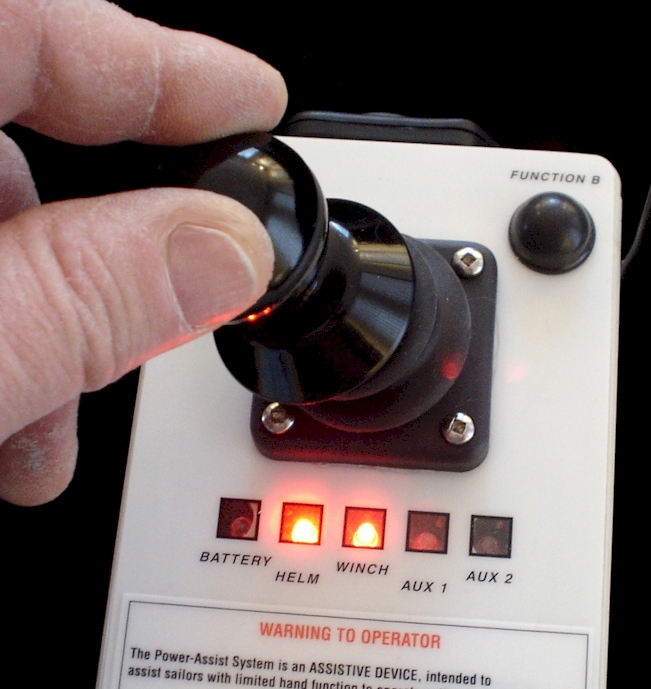 FUNCTION B
BATTERY
HELM
WINCH
AUX 1
AUX 2
WARNING TO OPERATOR
The Power-Assist System is an ASSISTIVE DEVICE, intended to
assist sailors with limited hand function to